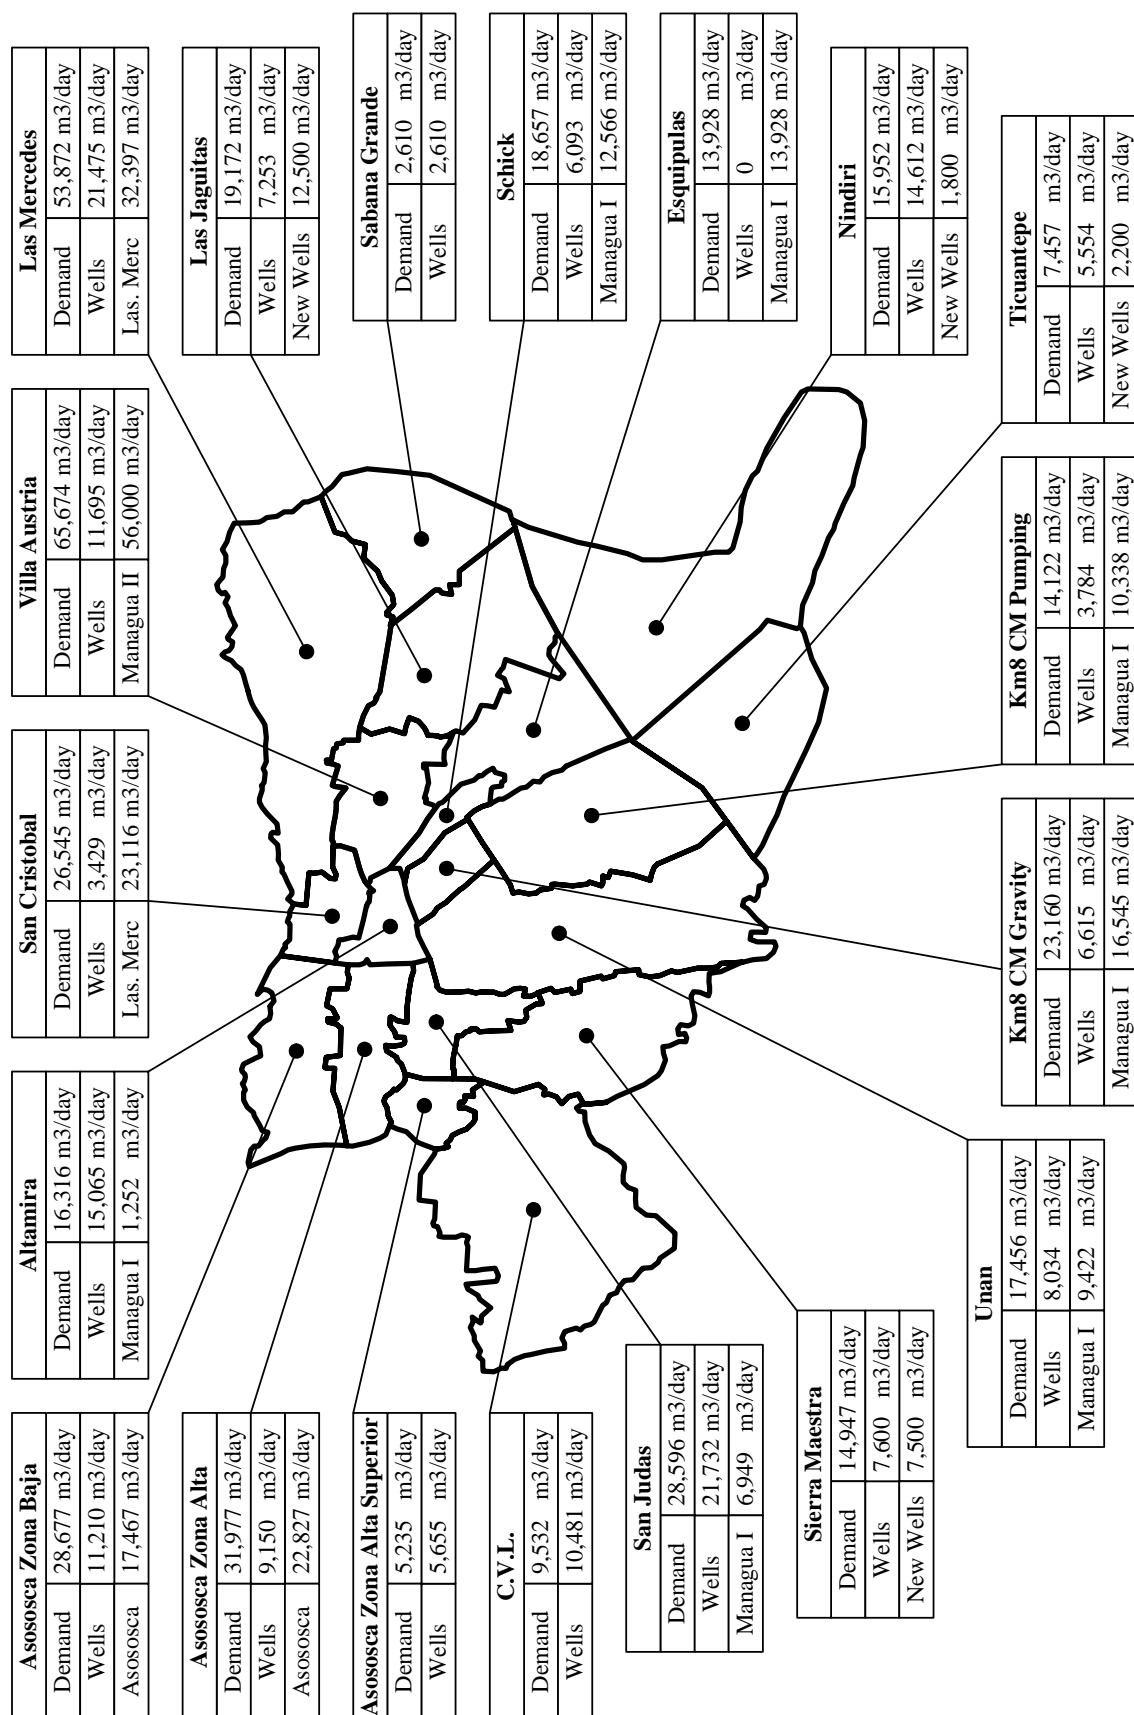 Asososca Zona Baja
Demand 28,677 m3/day
Wells 11,210 m3/day
Asososca 17,467 m3/day
Altamira
Demand 16,316 m3/day
Wells 15,065 m3/day
Managua I 1,252 m3/day
San Cristobal
Demand 26,545 m3/day
Wells 3,429 m3/day
Las. Merc 23,116 m3/day
Villa Austria
Demand 65,674 m3/day
Wells 11,695 m3/day
Managua II 56,000 m3/day
Las Mercedes
Demand 53,872 m3/day
Wells 21,475 m3/day
Las. Merc 32,397 m3/day
Asososca Zona Alta
Demand 31,977 m3/day
Wells 9,150 m3/day
Asososca 22,827 m3/day
Las Jaguitas
Demand 19,172 m3/day
Wells 7,253 m3/day
New Wells 12,500 m3/day
Asososca Zona Alta Superior
Demand 5,235 m3/day
Wells 5,655 m3/day
Sabana Grande
Demand 2,610 m3/day
Wells 2,610 m3/day
C.V.L.
Demand 9,532 m3/day
Wells 10,481 m3/day
Schick
Demand 18,657 m3/day
Wells 6,093 m3/day
Managua I 12,566 m3/day
San Judas
Demand 28,596 m3/day
Wells 21,732 m3/day
Managua I 6,949 m3/day
Esquipulas
Demand 13,928 m3/day
Wells 0 m3/day
Managua I 13,928 m3/day
Sierra Maestra
Demand 14,947 m3/day
Wells 7,600 m3/day
New Wells 7,500 m3/day
Nindiri
Demand 15,952 m3/day
Wells 14,612 m3/day
New Wells 1,800 m3/day
Unan
Demand 17,456 m3/day
Wells 8,034 m3/day
Managua I 9,422 m3/day
Km8 CM Gravity
Demand 23,160 m3/day
Wells 6,615 m3/day
Managua I 16,545 m3/day
Km8 CM Pumping
Demand 14,122 m3/day
Wells 3,784 m3/day
Managua I 10,338 m3/day
Ticuantepe
Demand 7,457 m3/day
Wells 5,554 m3/day
New Wells 2,200 m3/day